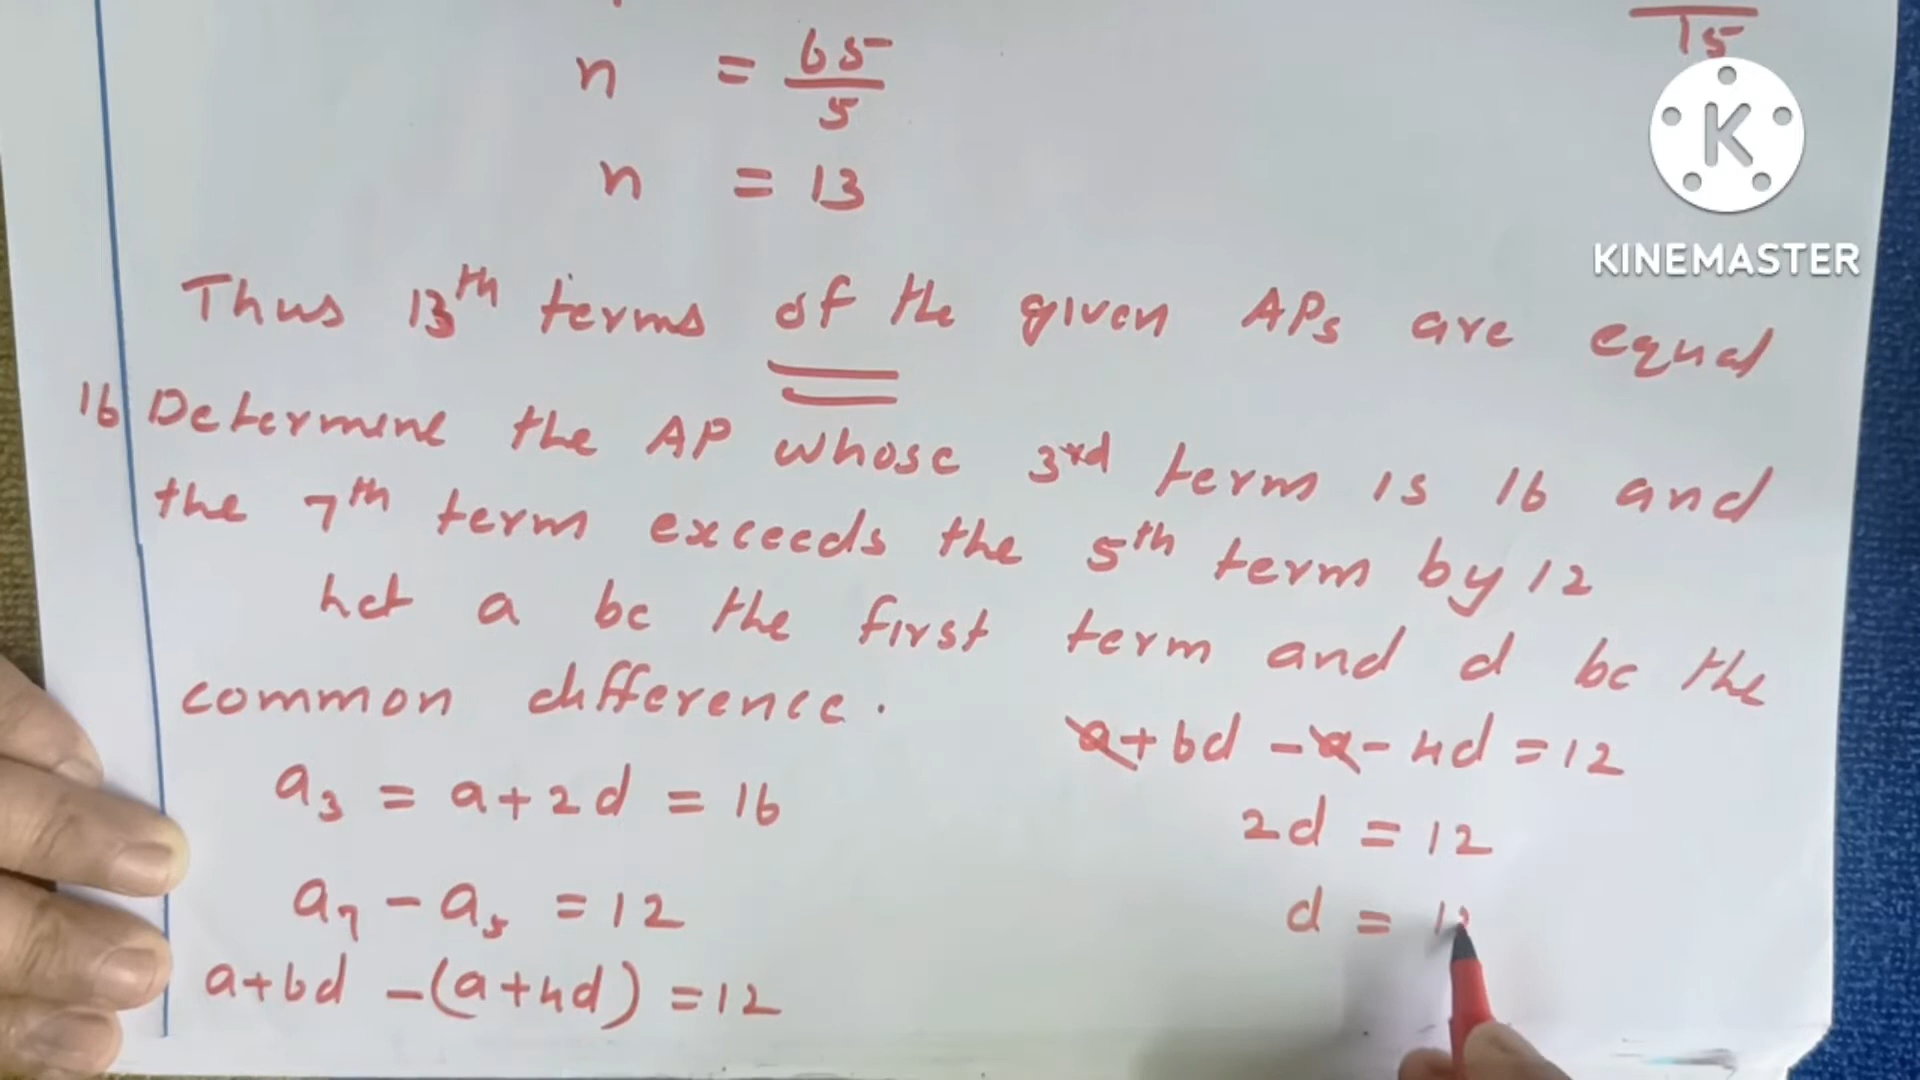 15
n = 65/5
n = 13
KINEMASTER
Thus 13th terms of the given APs are equal
16 Determine the AP whose 3rd term is 16 and
the 7th term exceeds the 5th term by 12
Let a be the first term and d be the
common difference.
a+6d -a- 4d = 12
a3 = a+2d = 16
2d = 12
a7 - a5 = 12
d = 12
a+6d -(a+4d) = 12